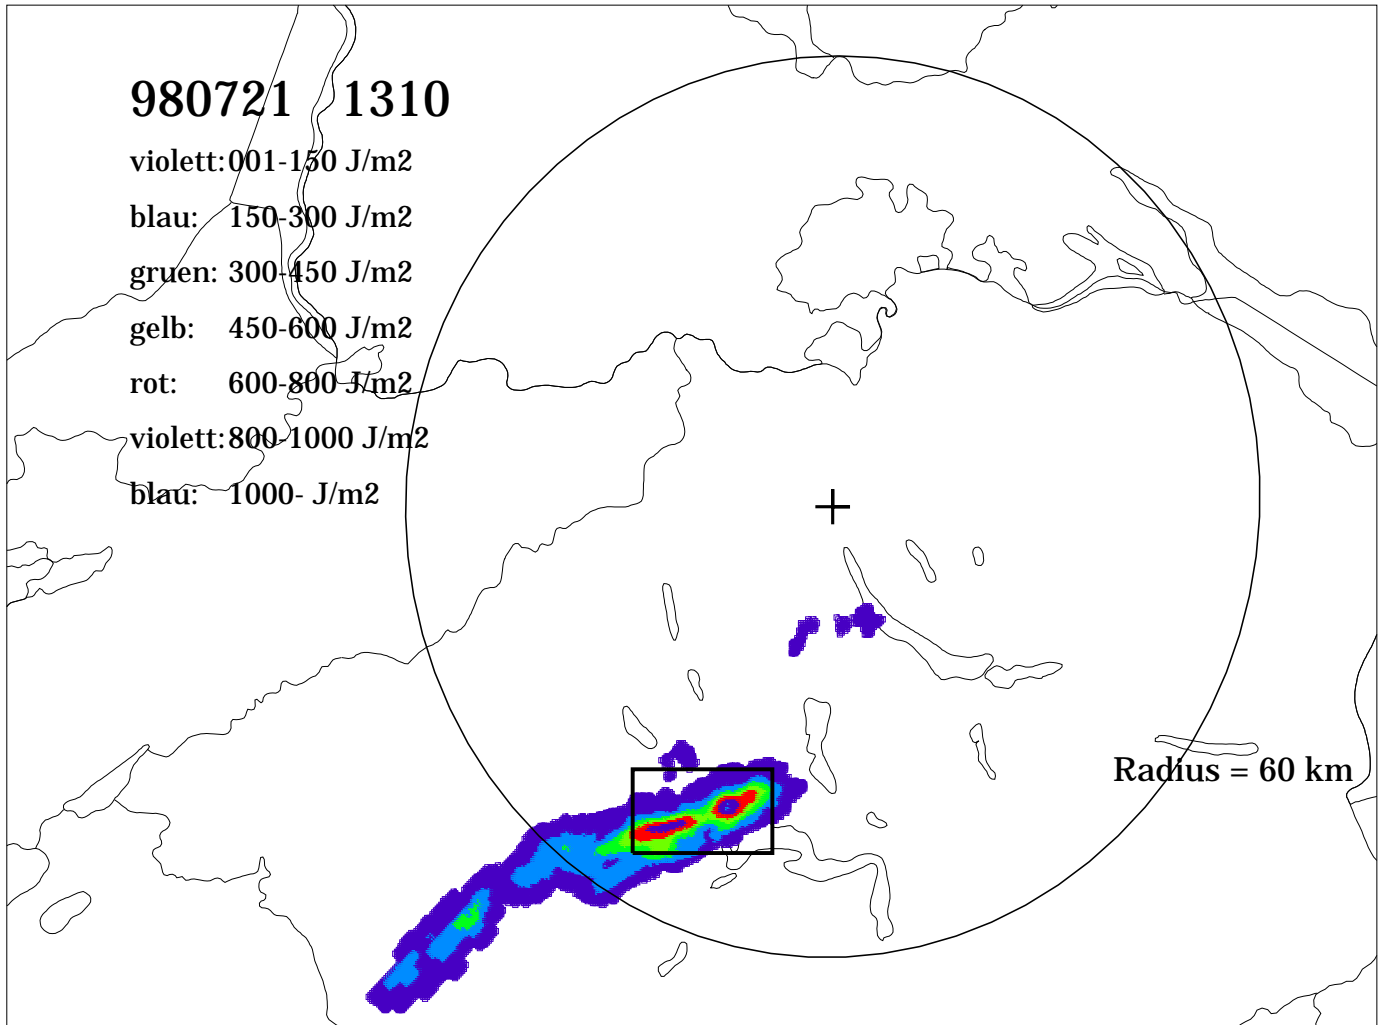 980721 1310
violett: 001-150 J/m2
blau: 150-300 J/m2
gruen: 300-450 J/m2
gelb: 450-600 J/m2
rot: 600-800 J/m2
violett: 800-1000 J/m2
blau: 1000- J/m2
Radius = 60 km